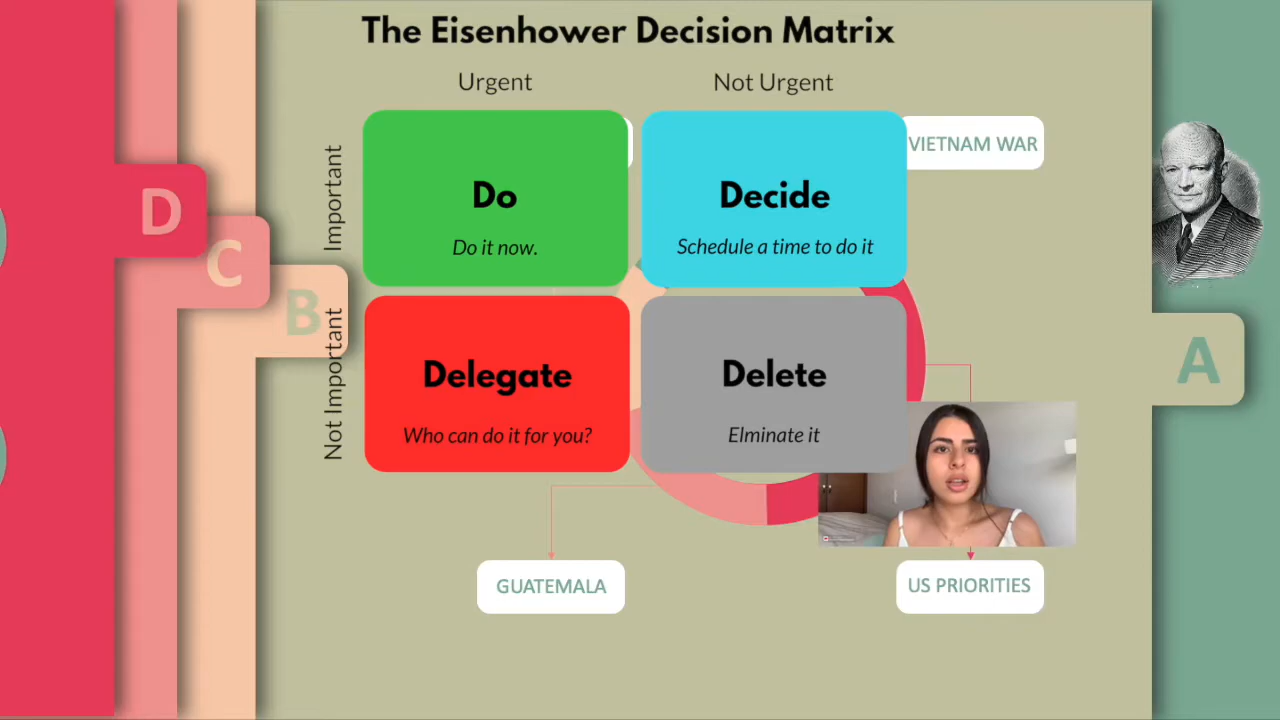 The Eisenhower Decision Matrix
Urgent
Not Urgent
Important
Not Important
Do
Do it now.
Decide
Schedule a time to do it
Delegate
Who can do it for you?
Delete
Elminate it
VIETNAM WAR
D
C
B
A
GUATEMALA
US PRIORITIES